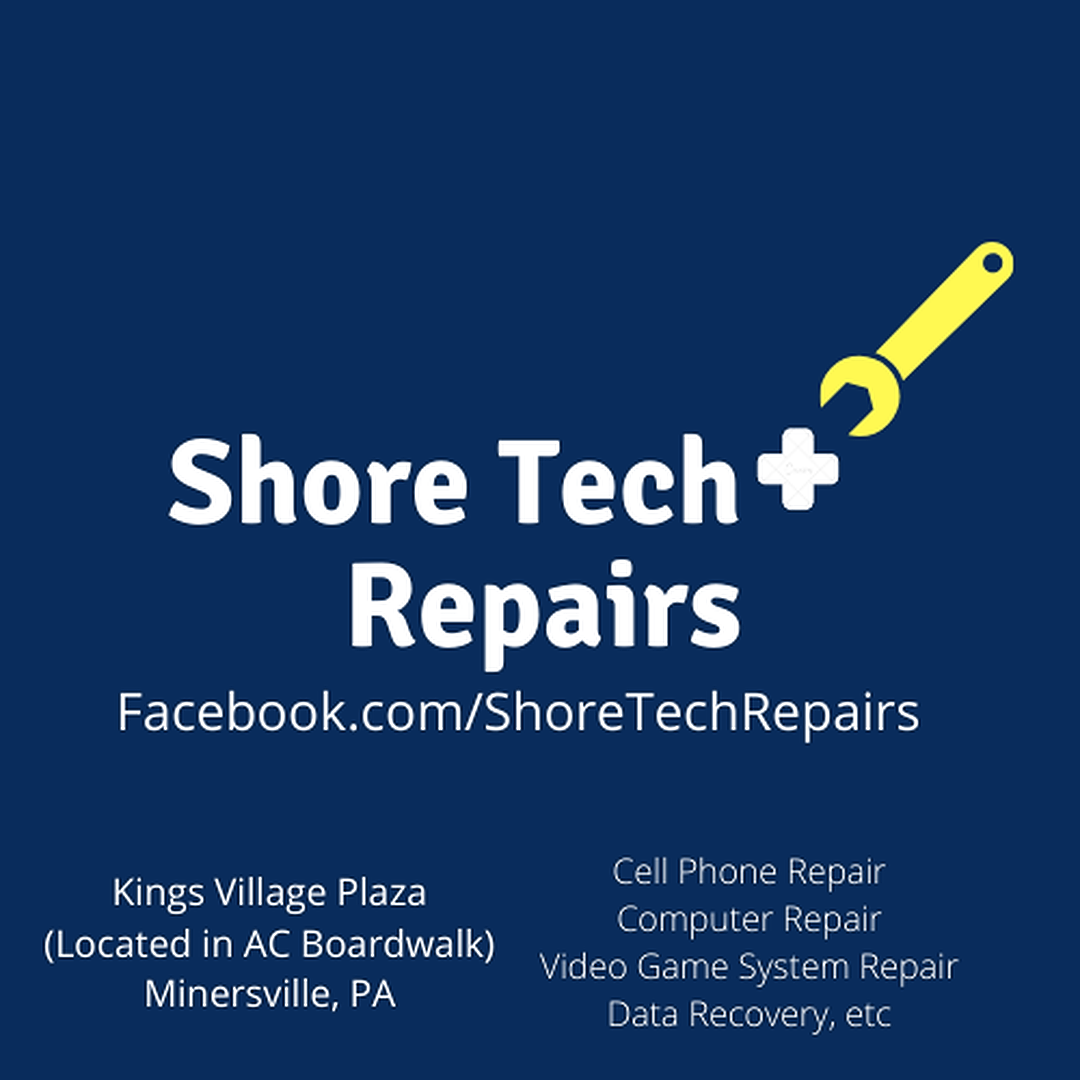 Shore Tech
Repairs
Facebook.com/ShoreTechRepairs
Kings Village Plaza
(Located in AC Boardwalk)
Minersville, PA
Cell Phone Repair
Computer Repair
Video Game System Repair
Data Recovery, etc